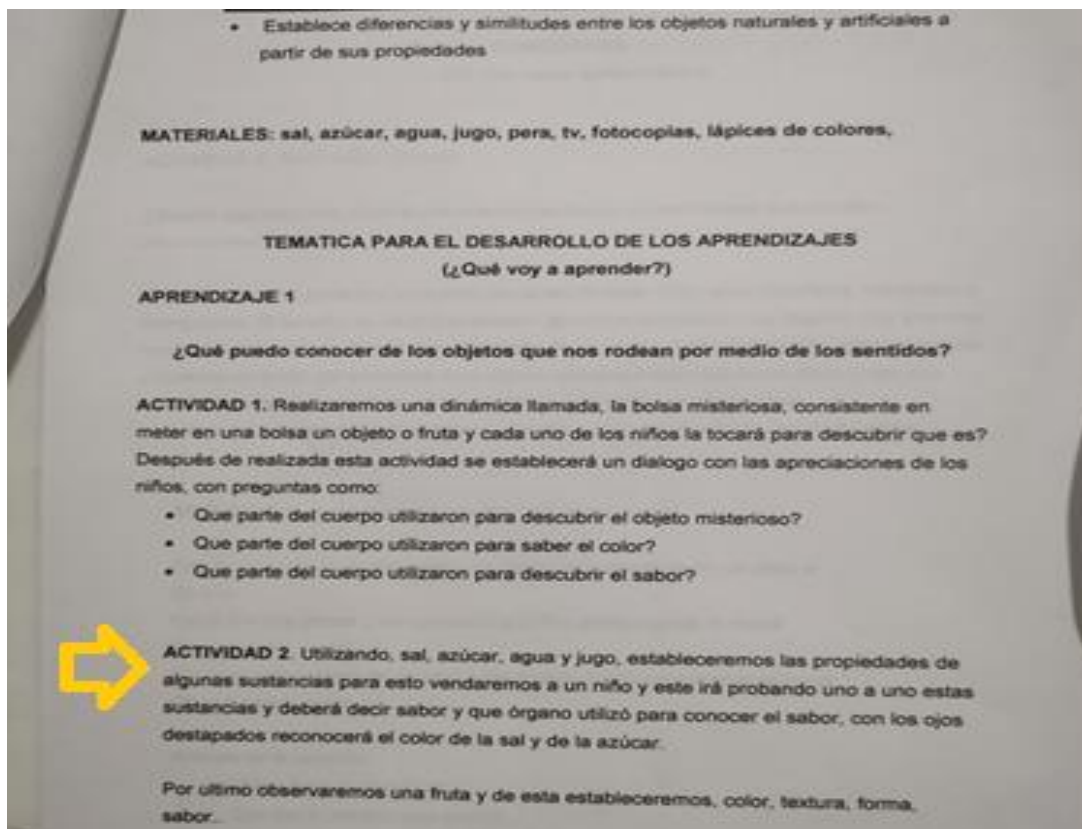 • Establece diferencias y similitudes entre los objetos naturales y artificiales a
partir de sus propiedades
MATERIALES: sal, azúcar, agua, jugo, pera, tv, fotocopias, lápices de colores,
TEMATICA PARA EL DESARROLLO DE LOS APRENDIZAJES
(¿Qué voy a aprender?)
APRENDIZAJE 1
¿Qué puedo conocer de los objetos que nos rodean por medio de los sentidos?
ACTIVIDAD 1. Realizaremos una dinámica llamada, la bolsa misteriosa, consistente en
meter en una bolsa un objeto o fruta y cada uno de los niños la tocará para descubrir que es?
Después de realizada esta actividad se establecerá un dialogo con las apreciaciones de los
niños, con preguntas como:
• Que parte del cuerpo utilizaron para descubrir el objeto misterioso?
• Que parte del cuerpo utilizaron para saber el color?
• Que parte del cuerpo utilizaron para descubrir el sabor?
ACTIVIDAD 2. Utilizando, sal, azúcar, agua y jugo, estableceremos las propiedades de
algunas sustancias para esto vendaremos a un niño y este irá probando uno a uno estas
sustancias y deberá decir sabor y que órgano utilizó para conocer el sabor, con los ojos
destapados reconocerá el color de la sal y de la azúcar.
Por ultimo observaremos una fruta y de esta estableceremos, color, textura, forma,
sabor.